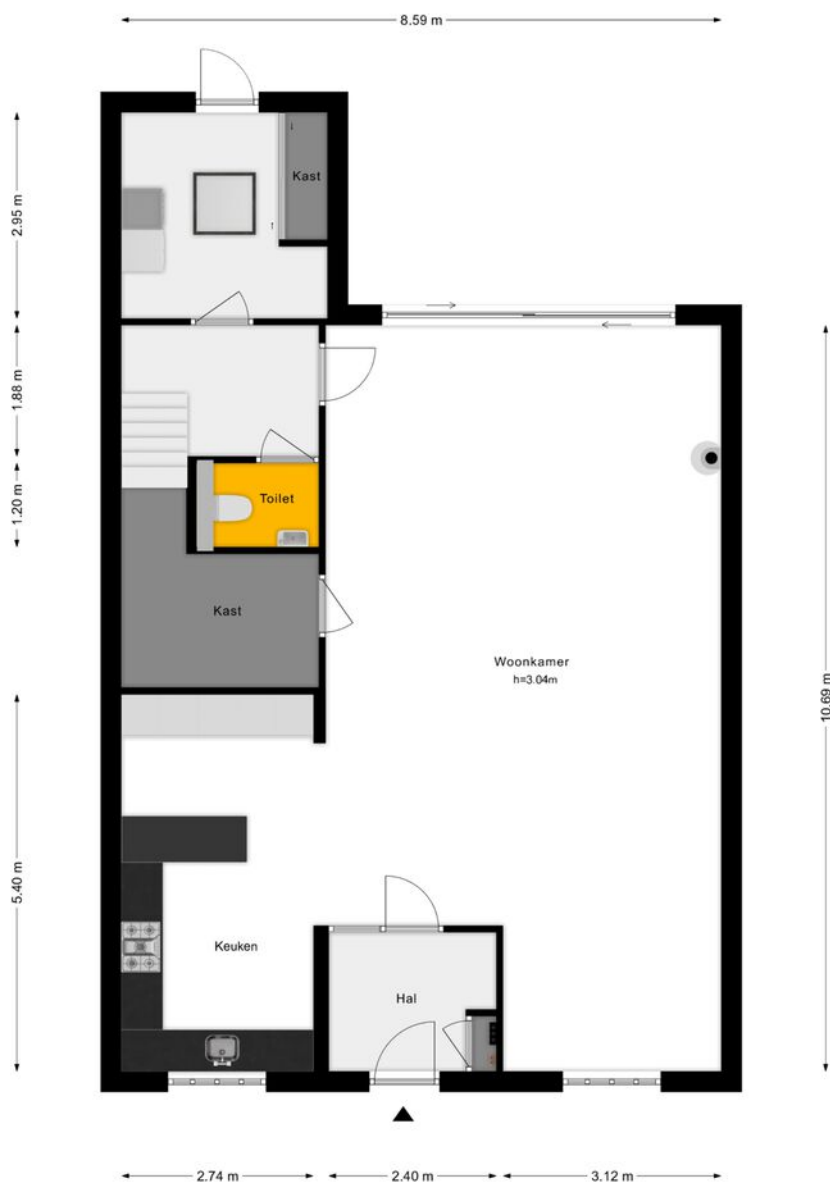 8.59 m
Kast
2.95 m
1.88 m
1.20 m
Toilet
Kast
Woonkamer
h=3.04m
10.69 m
5.40 m
Keuken
Hal
2.74 m
2.40 m
3.12 m